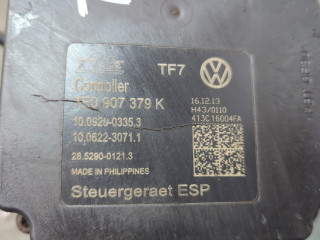 TF7
Controller
907 379 K
16.12.13
H43/0110
413C16004FA
10.0920-0335.3
10.0622-3071.1
28.5290-0121.3
MADE IN PHILIPPINES
Steuergeraet ESP